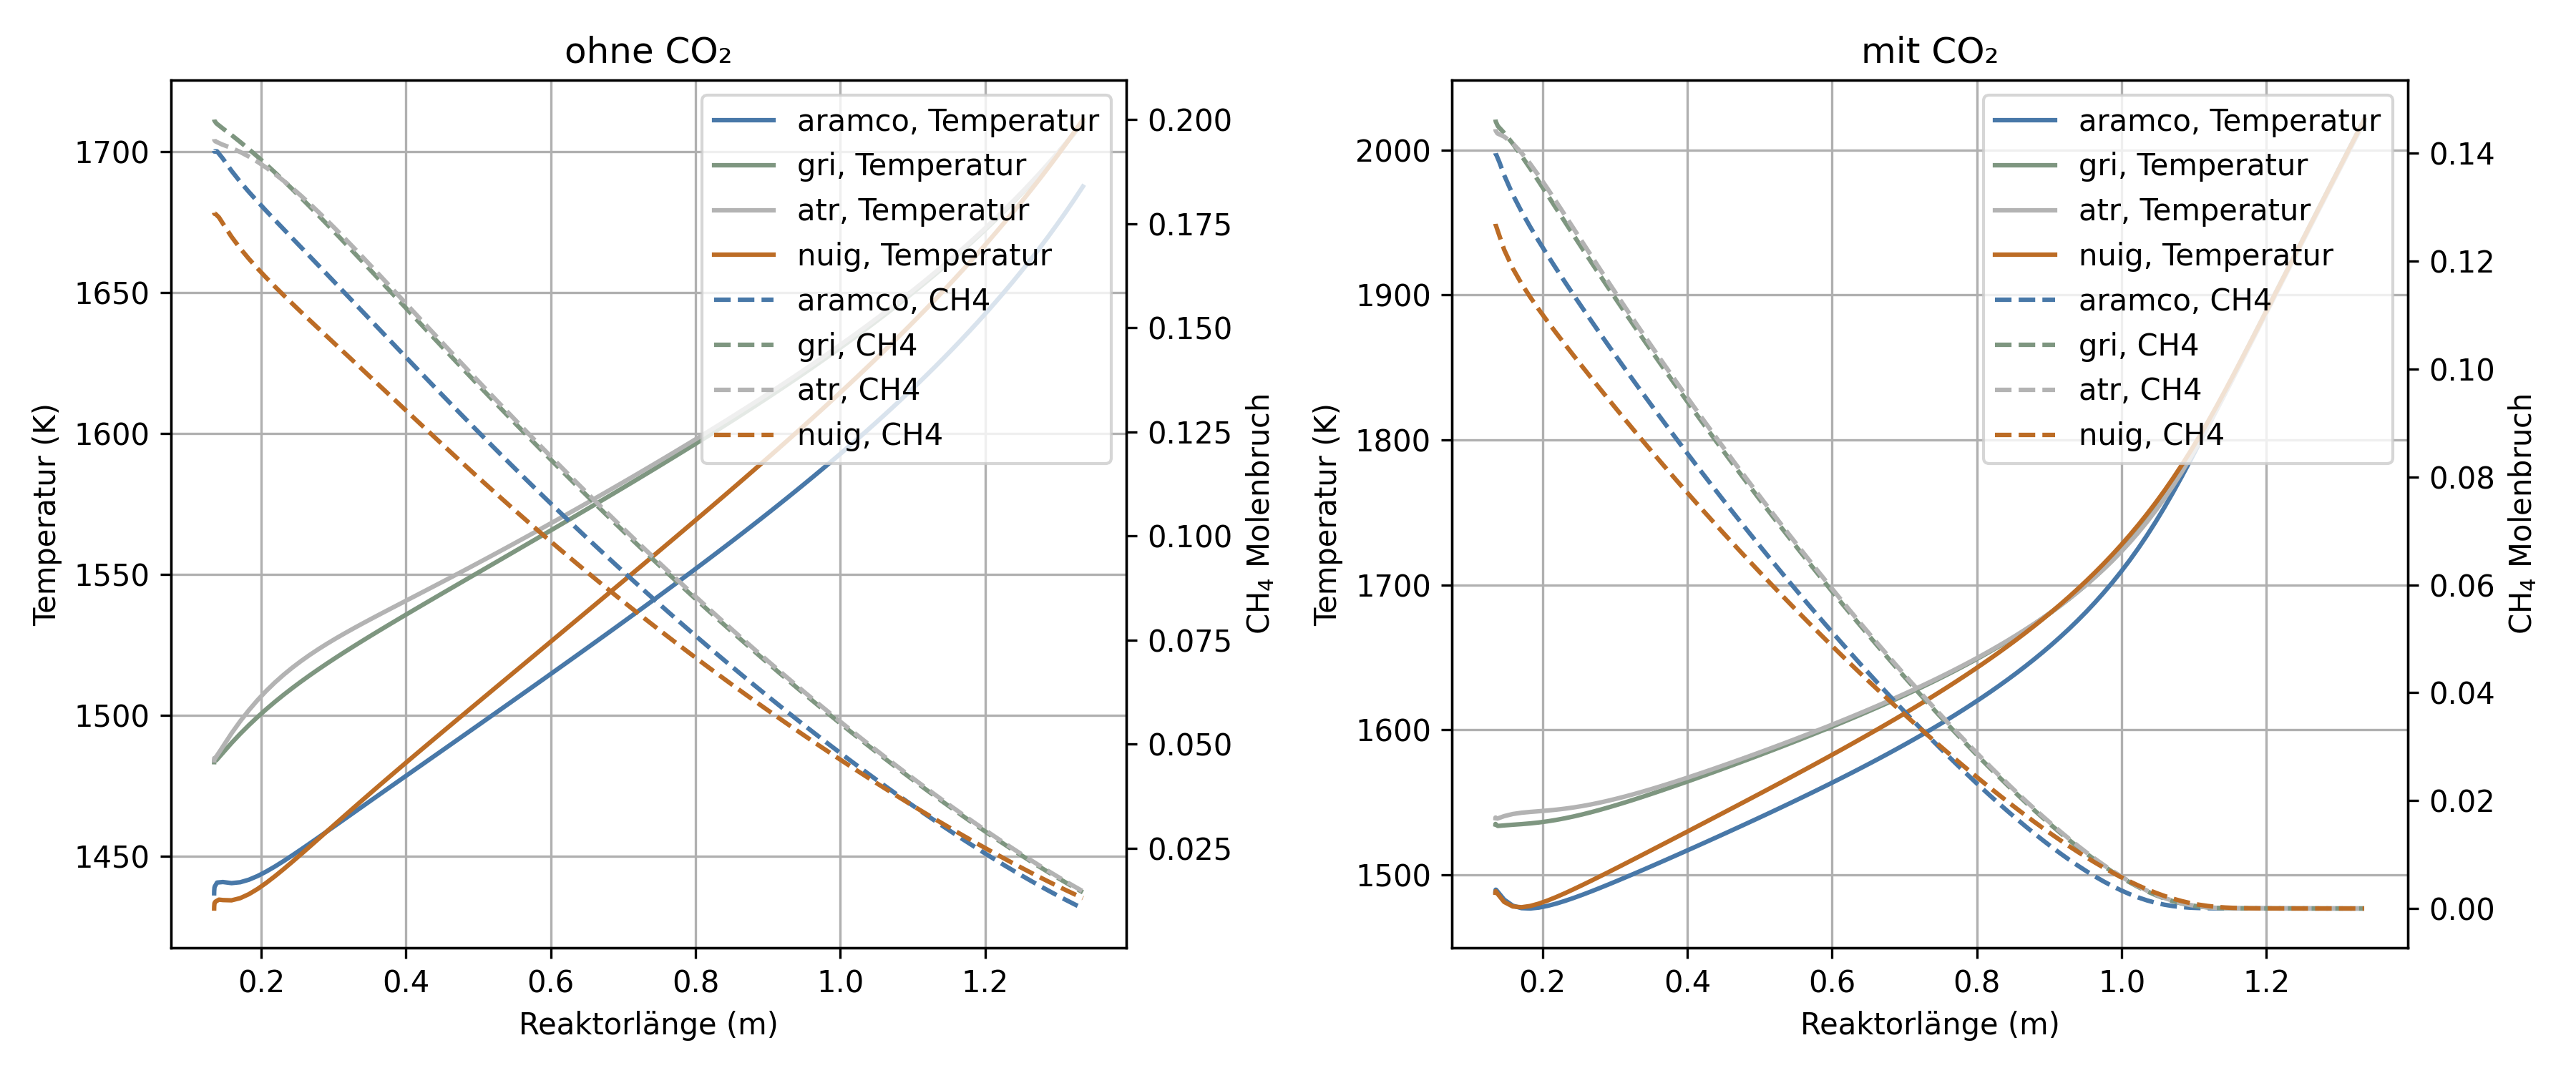 ohne CO₂
Temperatur (K)
1700
1650
1600
1550
1500
1450
aramco, Temperatur
gri, Temperatur
atr, Temperatur
nuig, Temperatur
aramco, CH4
gri, CH4
atr, CH4
nuig, CH4
0.200
0.175
0.150
0.125
0.100
0.075
0.050
0.025
CH₄ Molenbruch
0.2 0.4 0.6 0.8 1.0 1.2
Reaktorlänge (m)
mit CO₂
Temperatur (K)
2000
1900
1800
1700
1600
1500
aramco, Temperatur
gri, Temperatur
atr, Temperatur
nuig, Temperatur
aramco, CH4
gri, CH4
atr, CH4
nuig, CH4
0.14
0.12
0.10
0.08
0.06
0.04
0.02
0.00
CH₄ Molenbruch
0.2 0.4 0.6 0.8 1.0 1.2
Reaktorlänge (m)